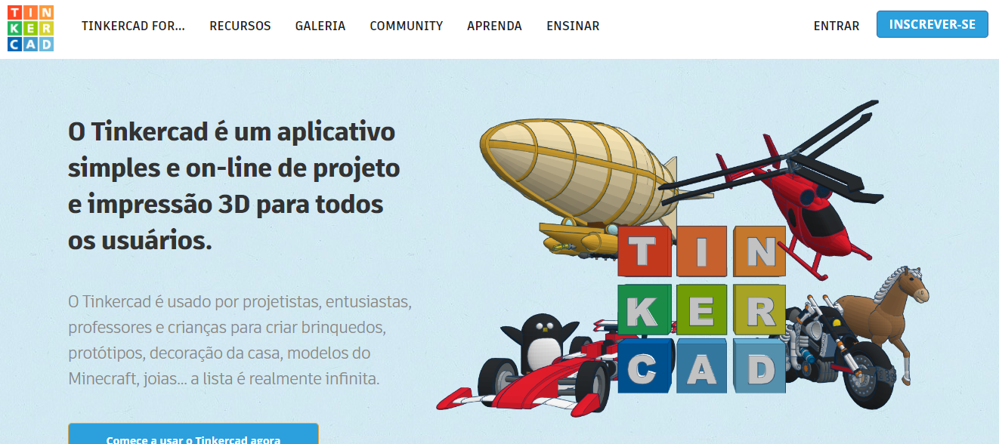 TIN
KER
CAD
TINKERCAD FOR...
RECURSOS
GALERIA
COMMUNITY
APRENDA
ENSINAR
ENTRAR
INSCREVER-SE
O Tinkercad é um aplicativo
simples e on-line de projeto
e impressão 3D para todos
os usuários.
O Tinkercad é usado por projetistas, entusiastas,
professores e crianças para criar brinquedos,
protótipos, decoração da casa, modelos do
Minecraft, joias... a lista é realmente infinita.
Comece a usar o Tinkercad agora
TIN
KER
CAD